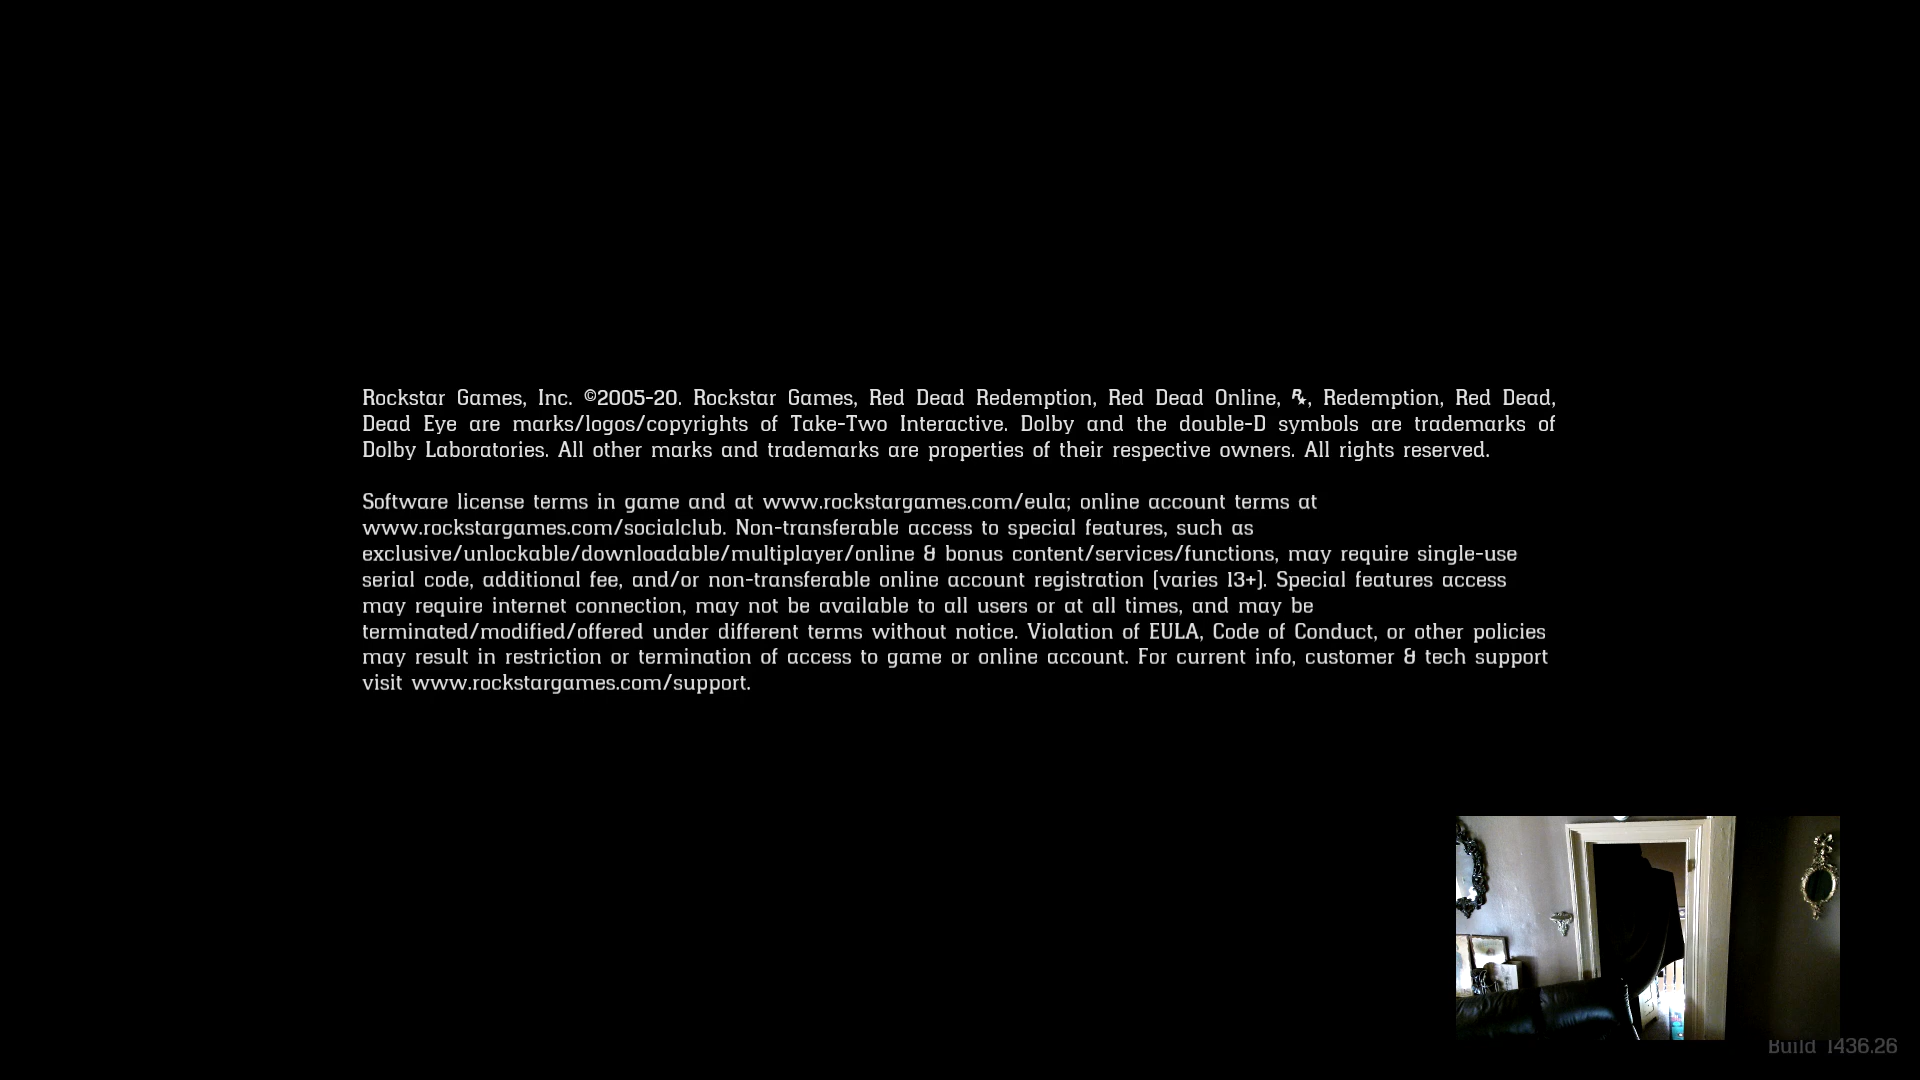 Rockstar Games, Inc. ©2005-20. Rockstar Games, Red Dead Redemption, Red Dead Online, R★, Redemption, Red Dead,
Dead Eye are marks/logos/copyrights of Take-Two Interactive. Dolby and the double-D symbols are trademarks of
Dolby Laboratories. All other marks and trademarks are properties of their respective owners. All rights reserved.
Software license terms in game and at www.rockstargames.com/eula; online account terms at
www.rockstargames.com/socialclub. Non-transferable access to special features, such as
exclusive/unlockable/downloadable/multiplayer/online & bonus content/services/functions, may require single-use
serial code, additional fee, and/or non-transferable online account registration (varies 13+). Special features access
may require internet connection, may not be available to all users or at all times, and may be
terminated/modified/offered under different terms without notice. Violation of EULA, Code of Conduct, or other policies
may result in restriction or termination of access to game or online account. For current info, customer & tech support
visit www.rockstargames.com/support.
Build 1436.26